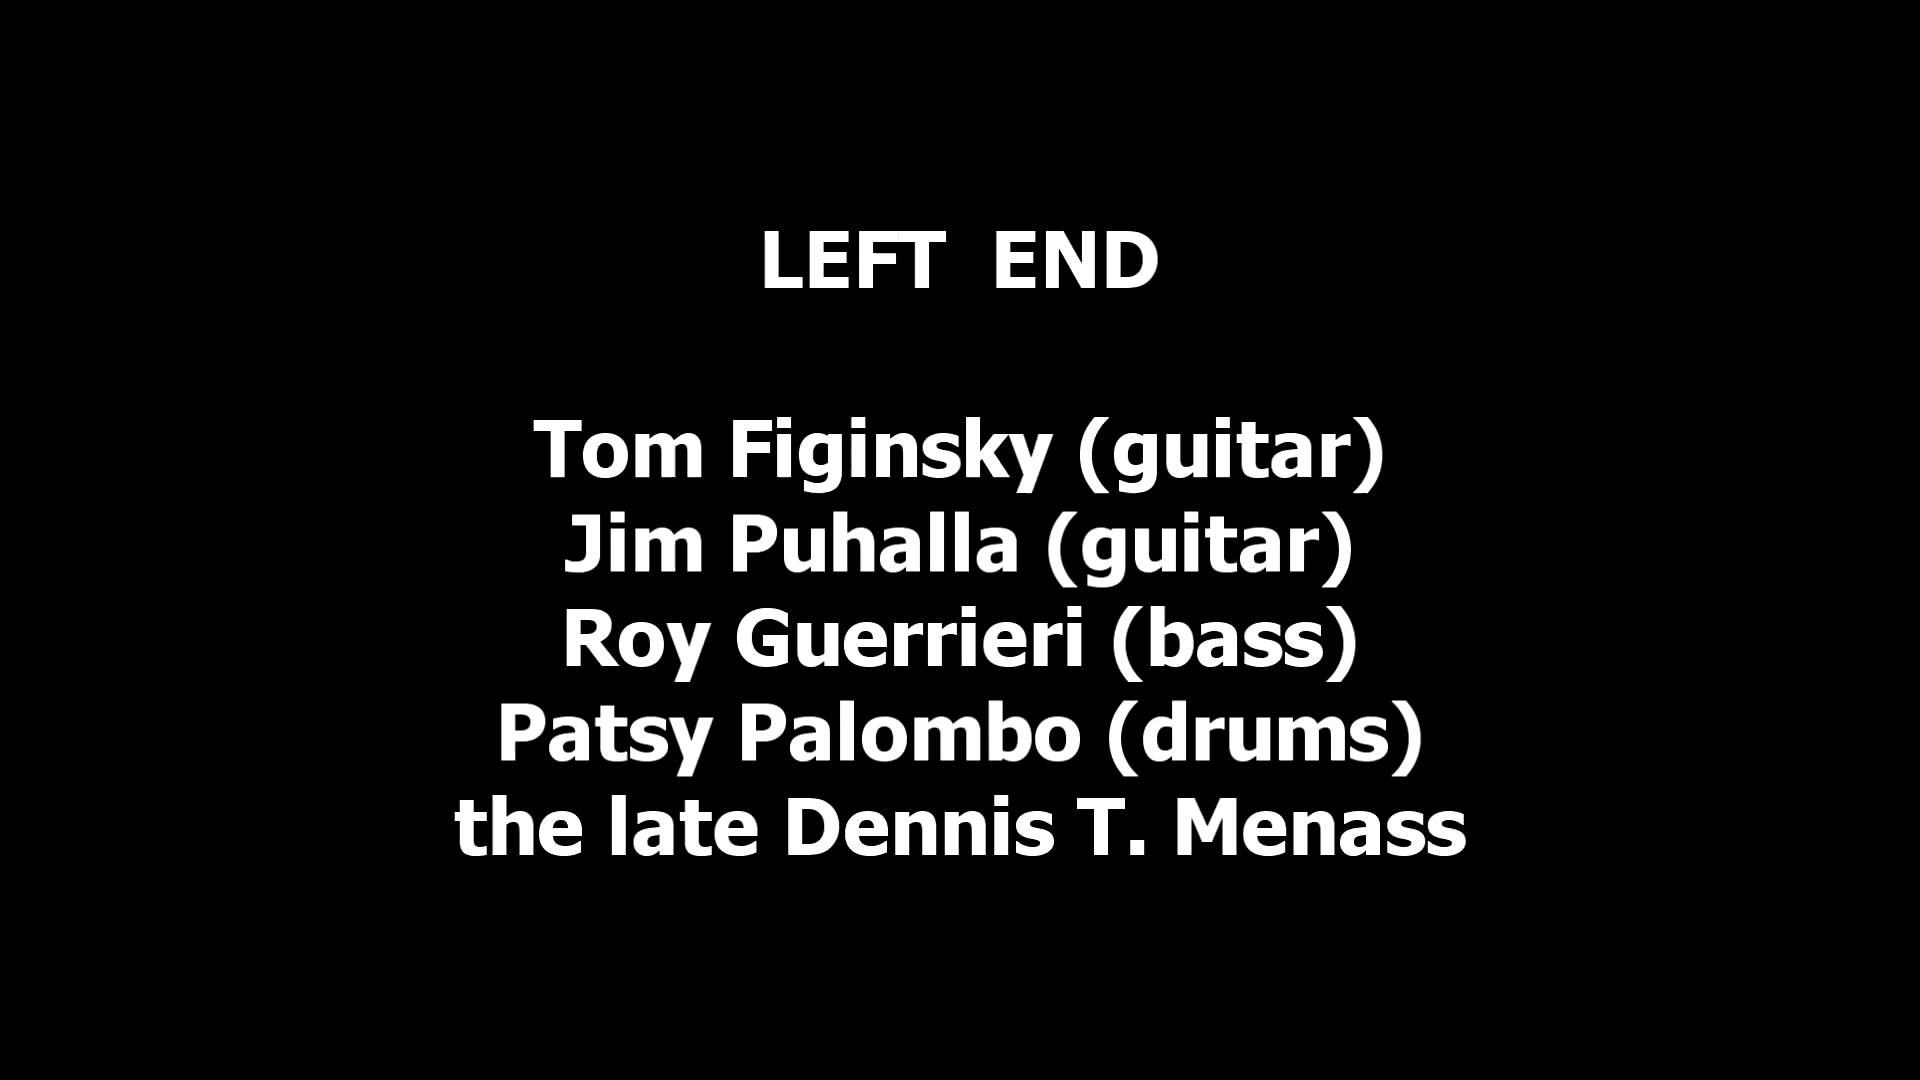 LEFT END
Tom Figinsky (guitar)
Jim Puhalla (guitar)
Roy Guerrieri (bass)
Patsy Palombo (drums)
the late Dennis T. Menass